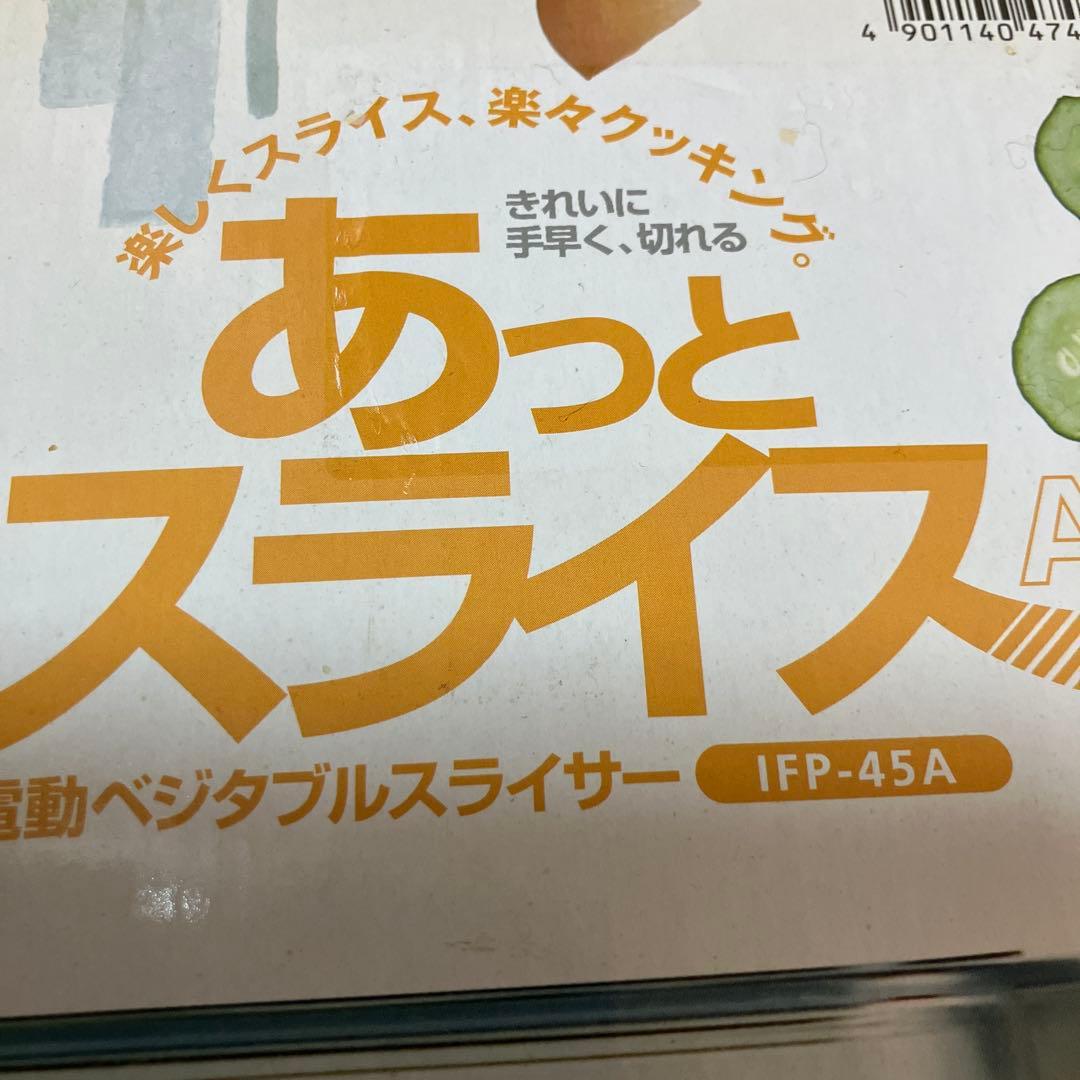 4 901140 474
楽しくスライス、楽々クッキング。
きれいに
手早く、切れる
あっと
スライス
A
電動ベジタブルスライサー
IFP-45A